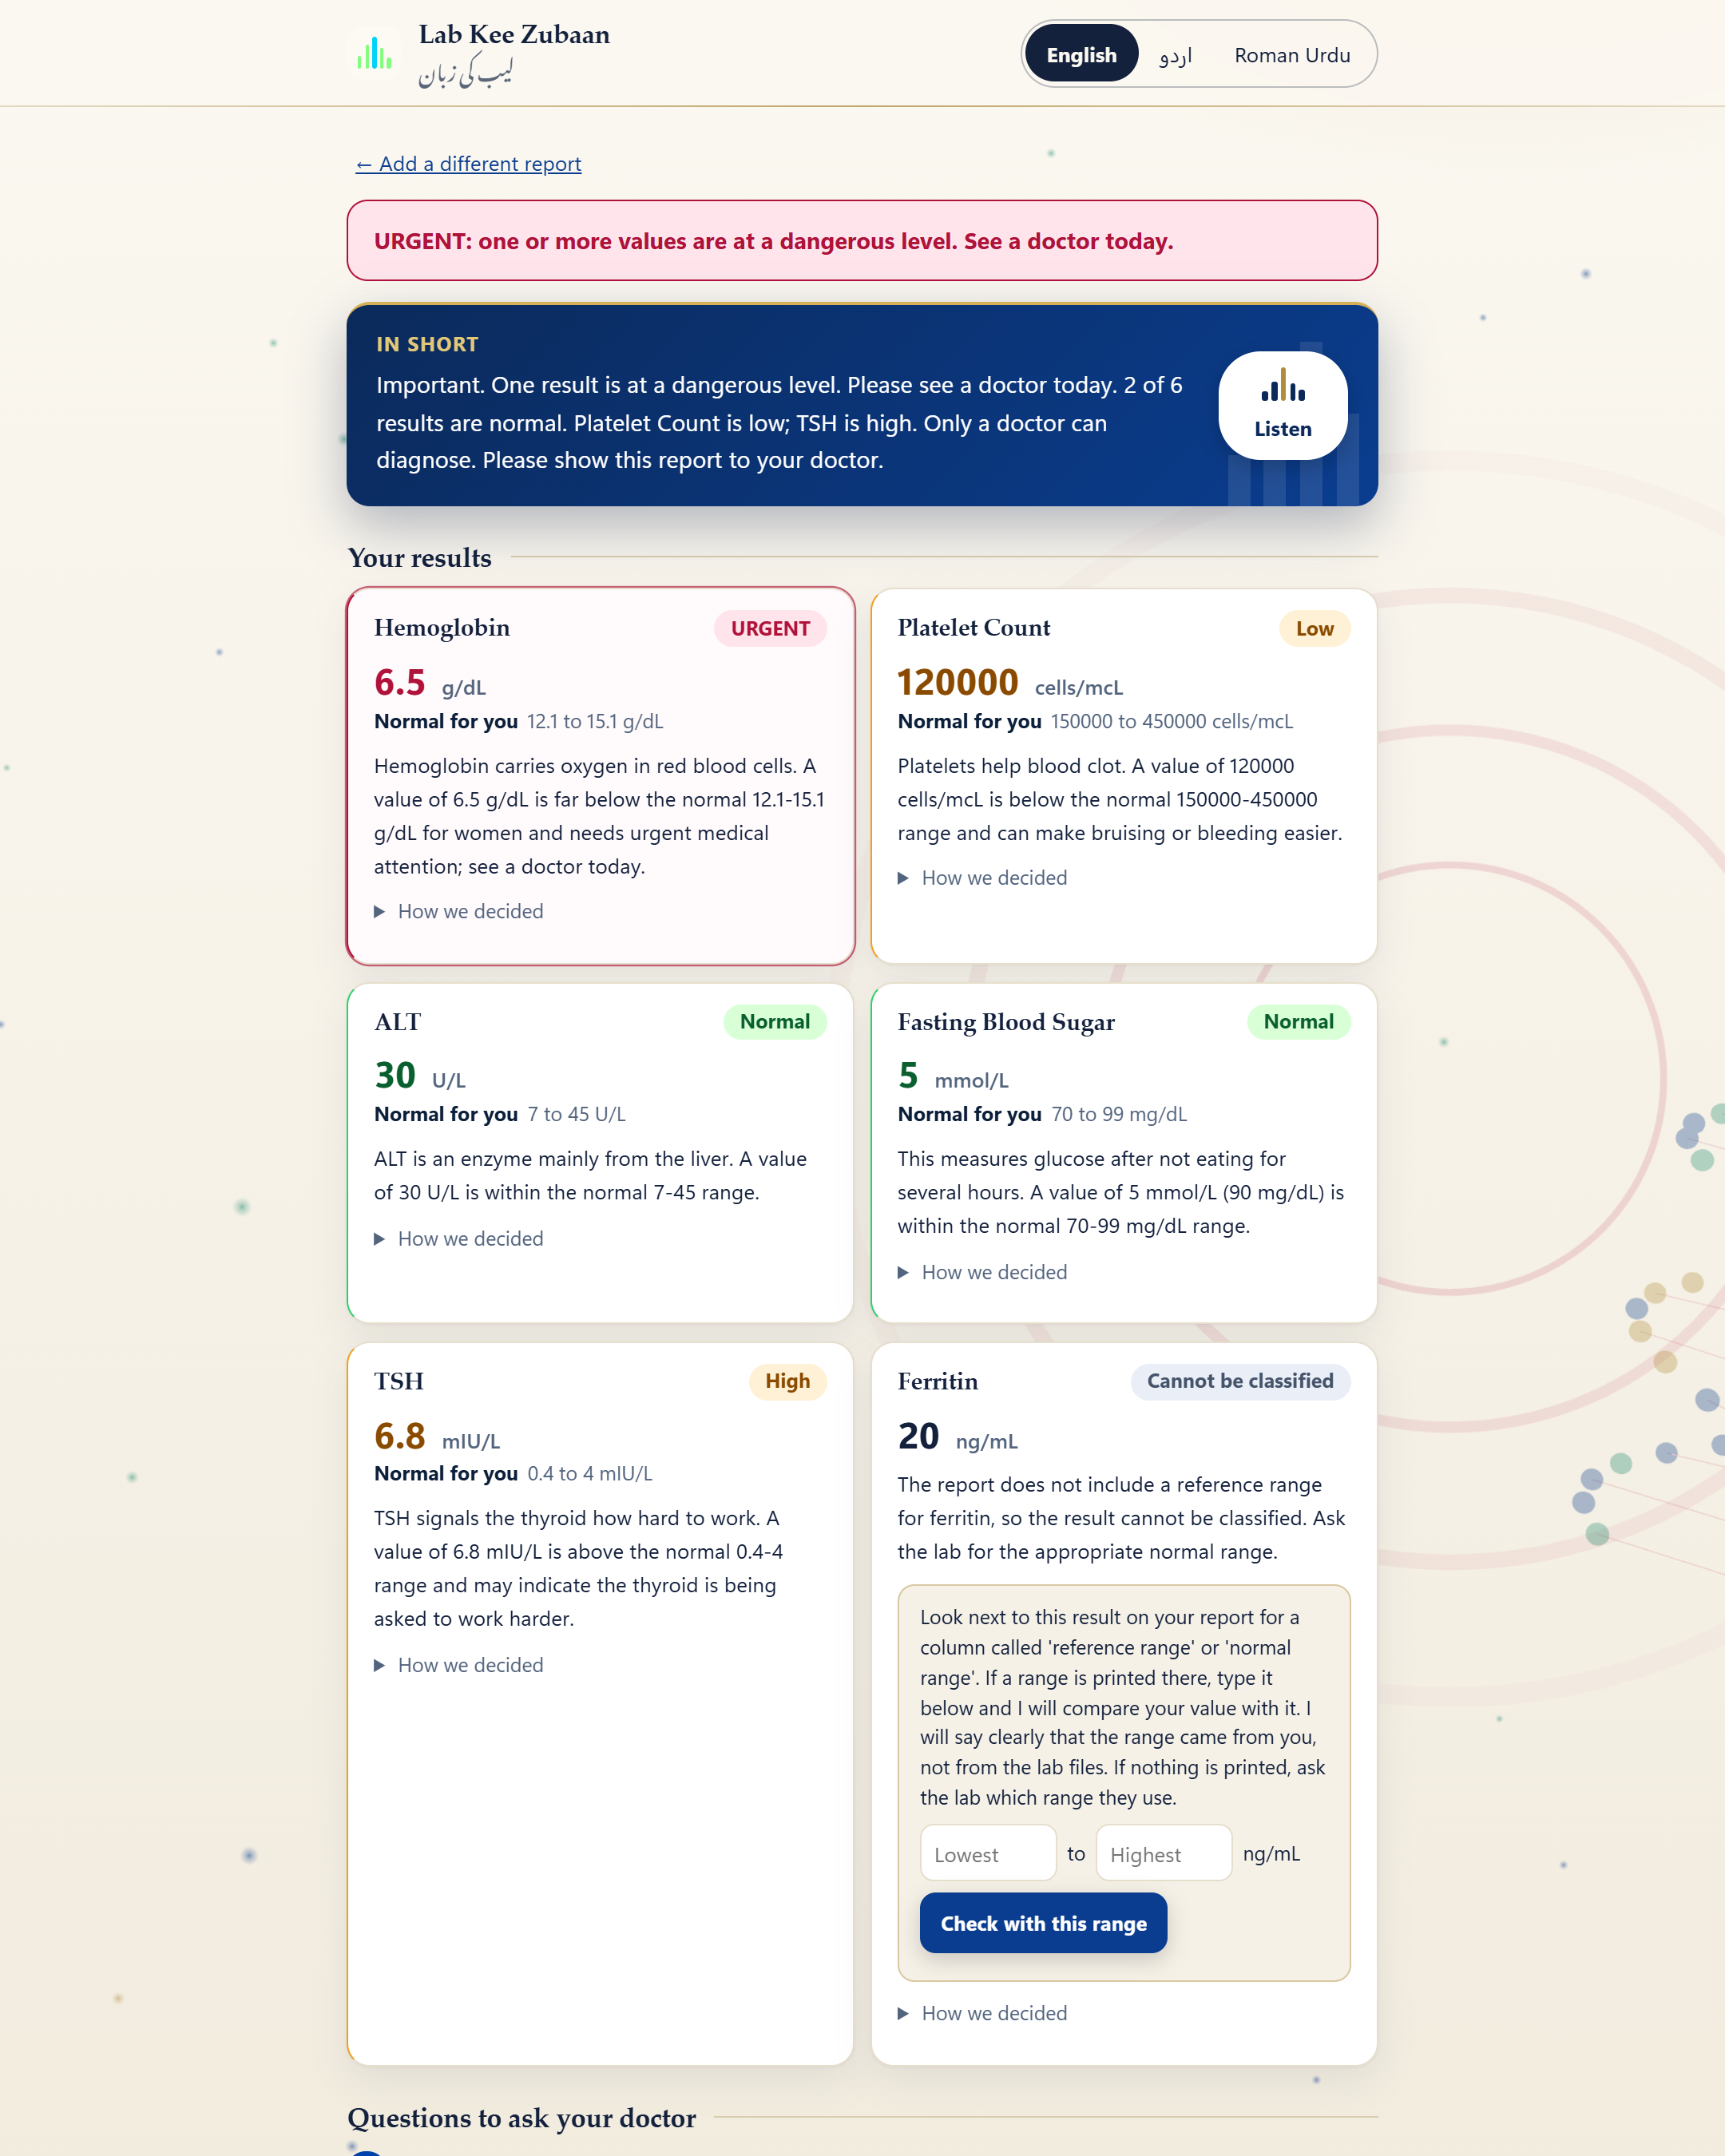 Lab Kee Zubaan
لیب کی زبان
English
اردو
Roman Urdu
← Add a different report
URGENT: one or more values are at a dangerous level. See a doctor today.
IN SHORT
Important. One result is at a dangerous level. Please see a doctor today. 2 of 6
results are normal. Platelet Count is low; TSH is high. Only a doctor can
diagnose. Please show this report to your doctor.
Listen
Your results
Hemoglobin
URGENT
6.5 g/dL
Normal for you 12.1 to 15.1 g/dL
Hemoglobin carries oxygen in red blood cells. A
value of 6.5 g/dL is far below the normal 12.1-15.1
g/dL for women and needs urgent medical
attention; see a doctor today.
▶ How we decided
Platelet Count
Low
120000 cells/mcL
Normal for you 150000 to 450000 cells/mcL
Platelets help blood clot. A value of 120000
cells/mcL is below the normal 150000-450000
range and can make bruising or bleeding easier.
▶ How we decided
ALT
Normal
30 U/L
Normal for you 7 to 45 U/L
ALT is an enzyme mainly from the liver. A value
of 30 U/L is within the normal 7-45 range.
▶ How we decided
Fasting Blood Sugar
Normal
5 mmol/L
Normal for you 70 to 99 mg/dL
This measures glucose after not eating for
several hours. A value of 5 mmol/L (90 mg/dL) is
within the normal 70-99 mg/dL range.
▶ How we decided
TSH
High
6.8 mIU/L
Normal for you 0.4 to 4 mIU/L
TSH signals the thyroid how hard to work. A
value of 6.8 mIU/L is above the normal 0.4-4
range and may indicate the thyroid is being
asked to work harder.
▶ How we decided
Ferritin
Cannot be classified
20 ng/mL
The report does not include a reference range
for ferritin, so the result cannot be classified. Ask
the lab for the appropriate normal range.
Look next to this result on your report for a
column called 'reference range' or 'normal
range'. If a range is printed there, type it
below and I will compare your value with it. I
will say clearly that the range came from you,
not from the lab files. If nothing is printed, ask
the lab which range they use.
Lowest to Highest ng/mL
Check with this range
▶ How we decided
Questions to ask your doctor